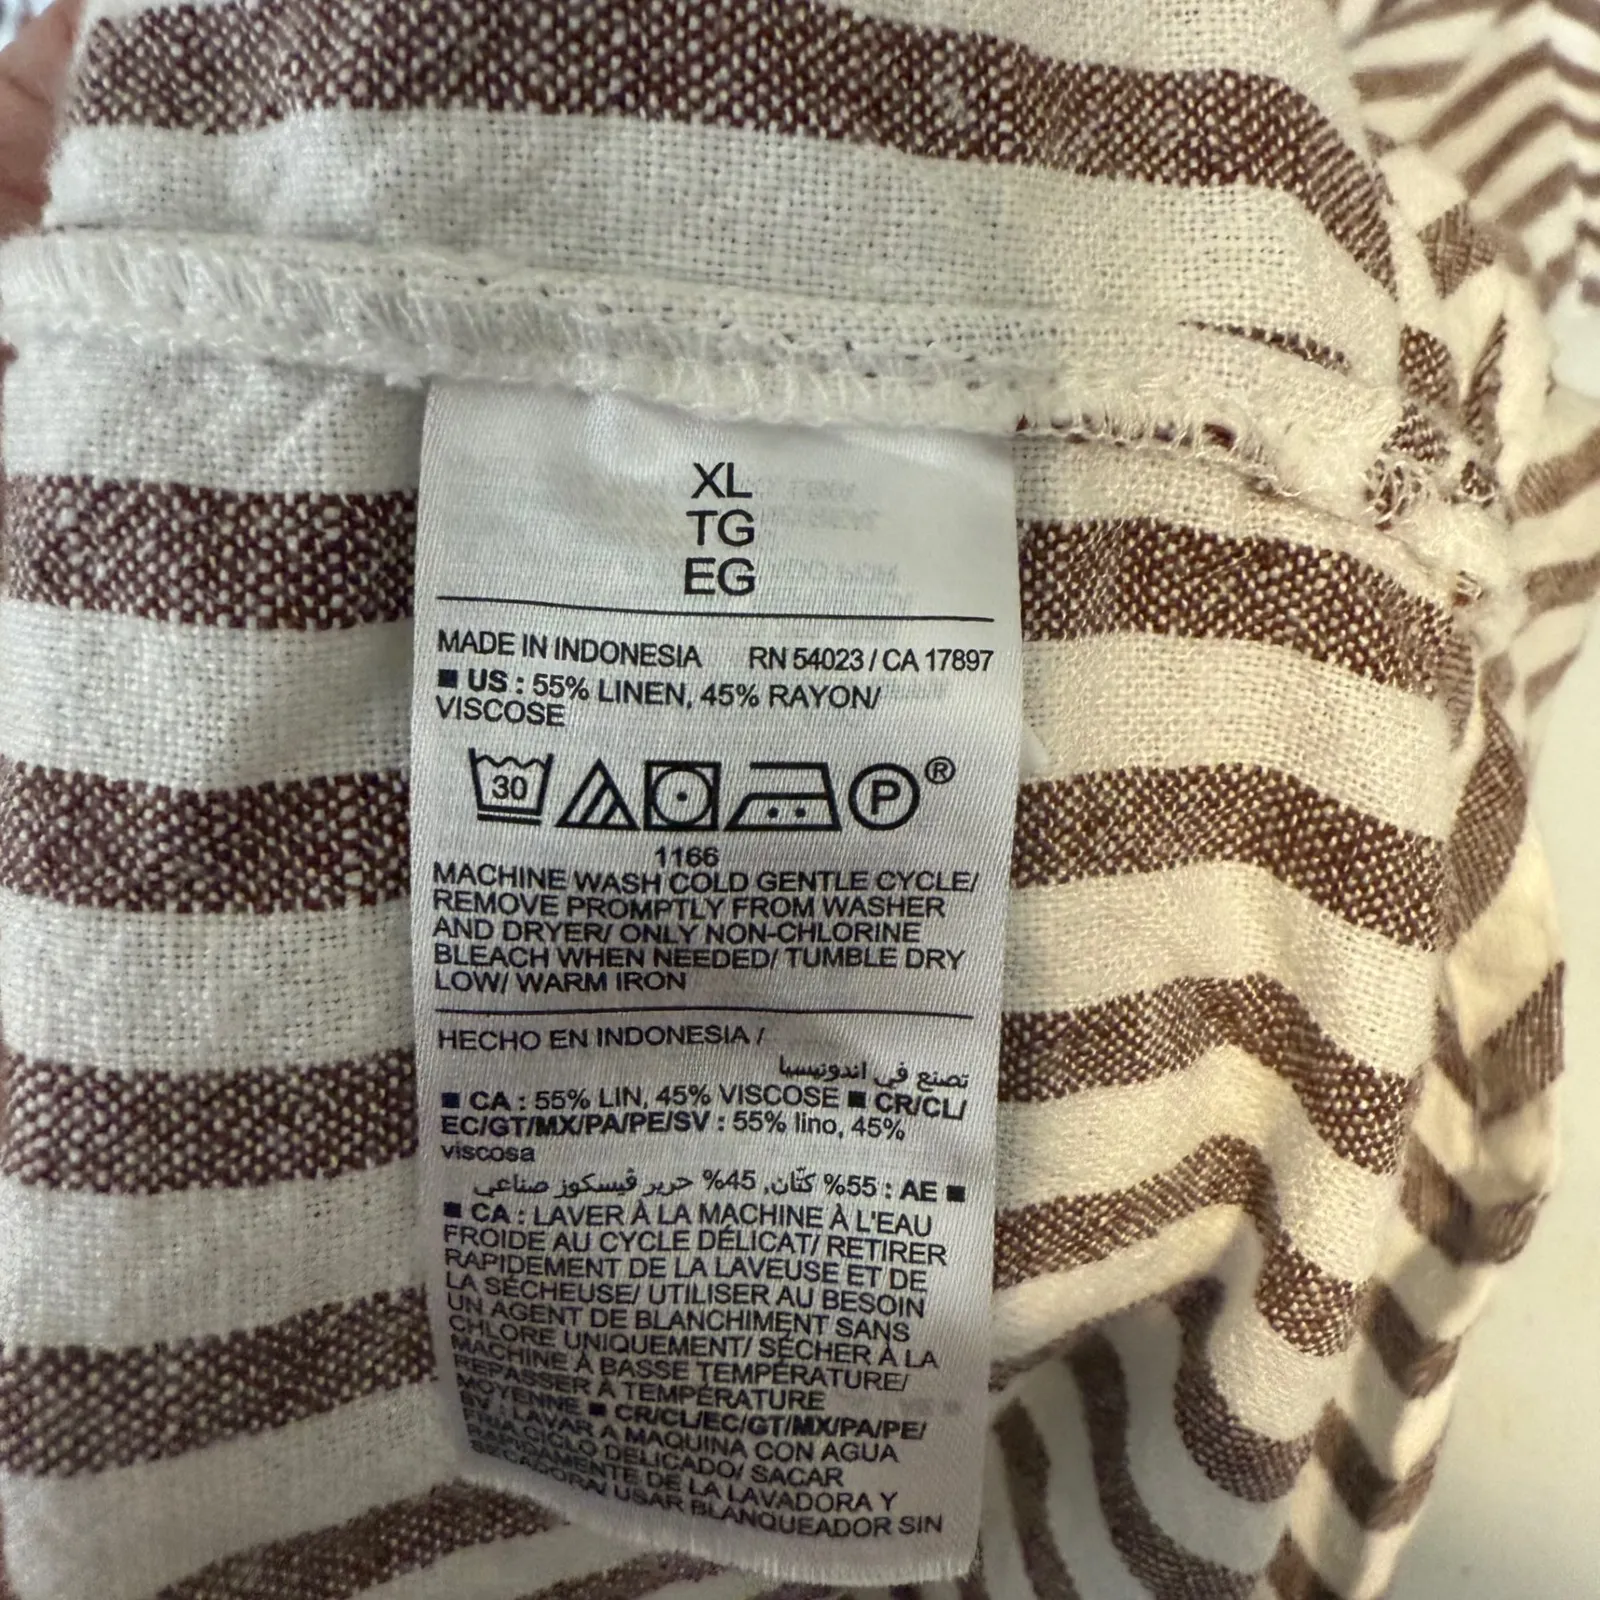 XL
TG
EG
MADE IN INDONESIA RN 54023 / CA 17897
■ US : 55% LINEN, 45% RAYON/
VISCOSE
30 P ®
1166
MACHINE WASH COLD GENTLE CYCLE/
REMOVE PROMPTLY FROM WASHER
AND DRYER/ ONLY NON-CHLORINE
BLEACH WHEN NEEDED/ TUMBLE DRY
LOW/ WARM IRON
HECHO EN INDONESIA /
تصنع في اندونيسيا
■ CA : 55% LIN, 45% VISCOSE ■ CR/CL/
EC/GT/MX/PA/PE/SV : 55% lino, 45%
viscosa
■ AE : 55% كتّان, 45% حرير فيسكوز صناعي
■ CA : LAVER À LA MACHINE À L'EAU
FROIDE AU CYCLE DÉLICAT/ RETIRER
RAPIDEMENT DE LA LAVEUSE ET DE
LA SÉCHEUSE/ UTILISER AU BESOIN
UN AGENT DE BLANCHIMENT SANS
CHLORE UNIQUEMENT/ SÉCHER À LA
MACHINE À BASSE TEMPÉRATURE/
REPASSER À TEMPÉRATURE
MOYENNE ■ CR/CL/EC/GT/MX/PA/PE/
SV : LAVAR A MAQUINA CON AGUA
FRIA CICLO DELICADO/ SACAR
RAPIDAMENTE DE LA LAVADORA Y
SECADORA/ USAR BLANQUEADOR SIN